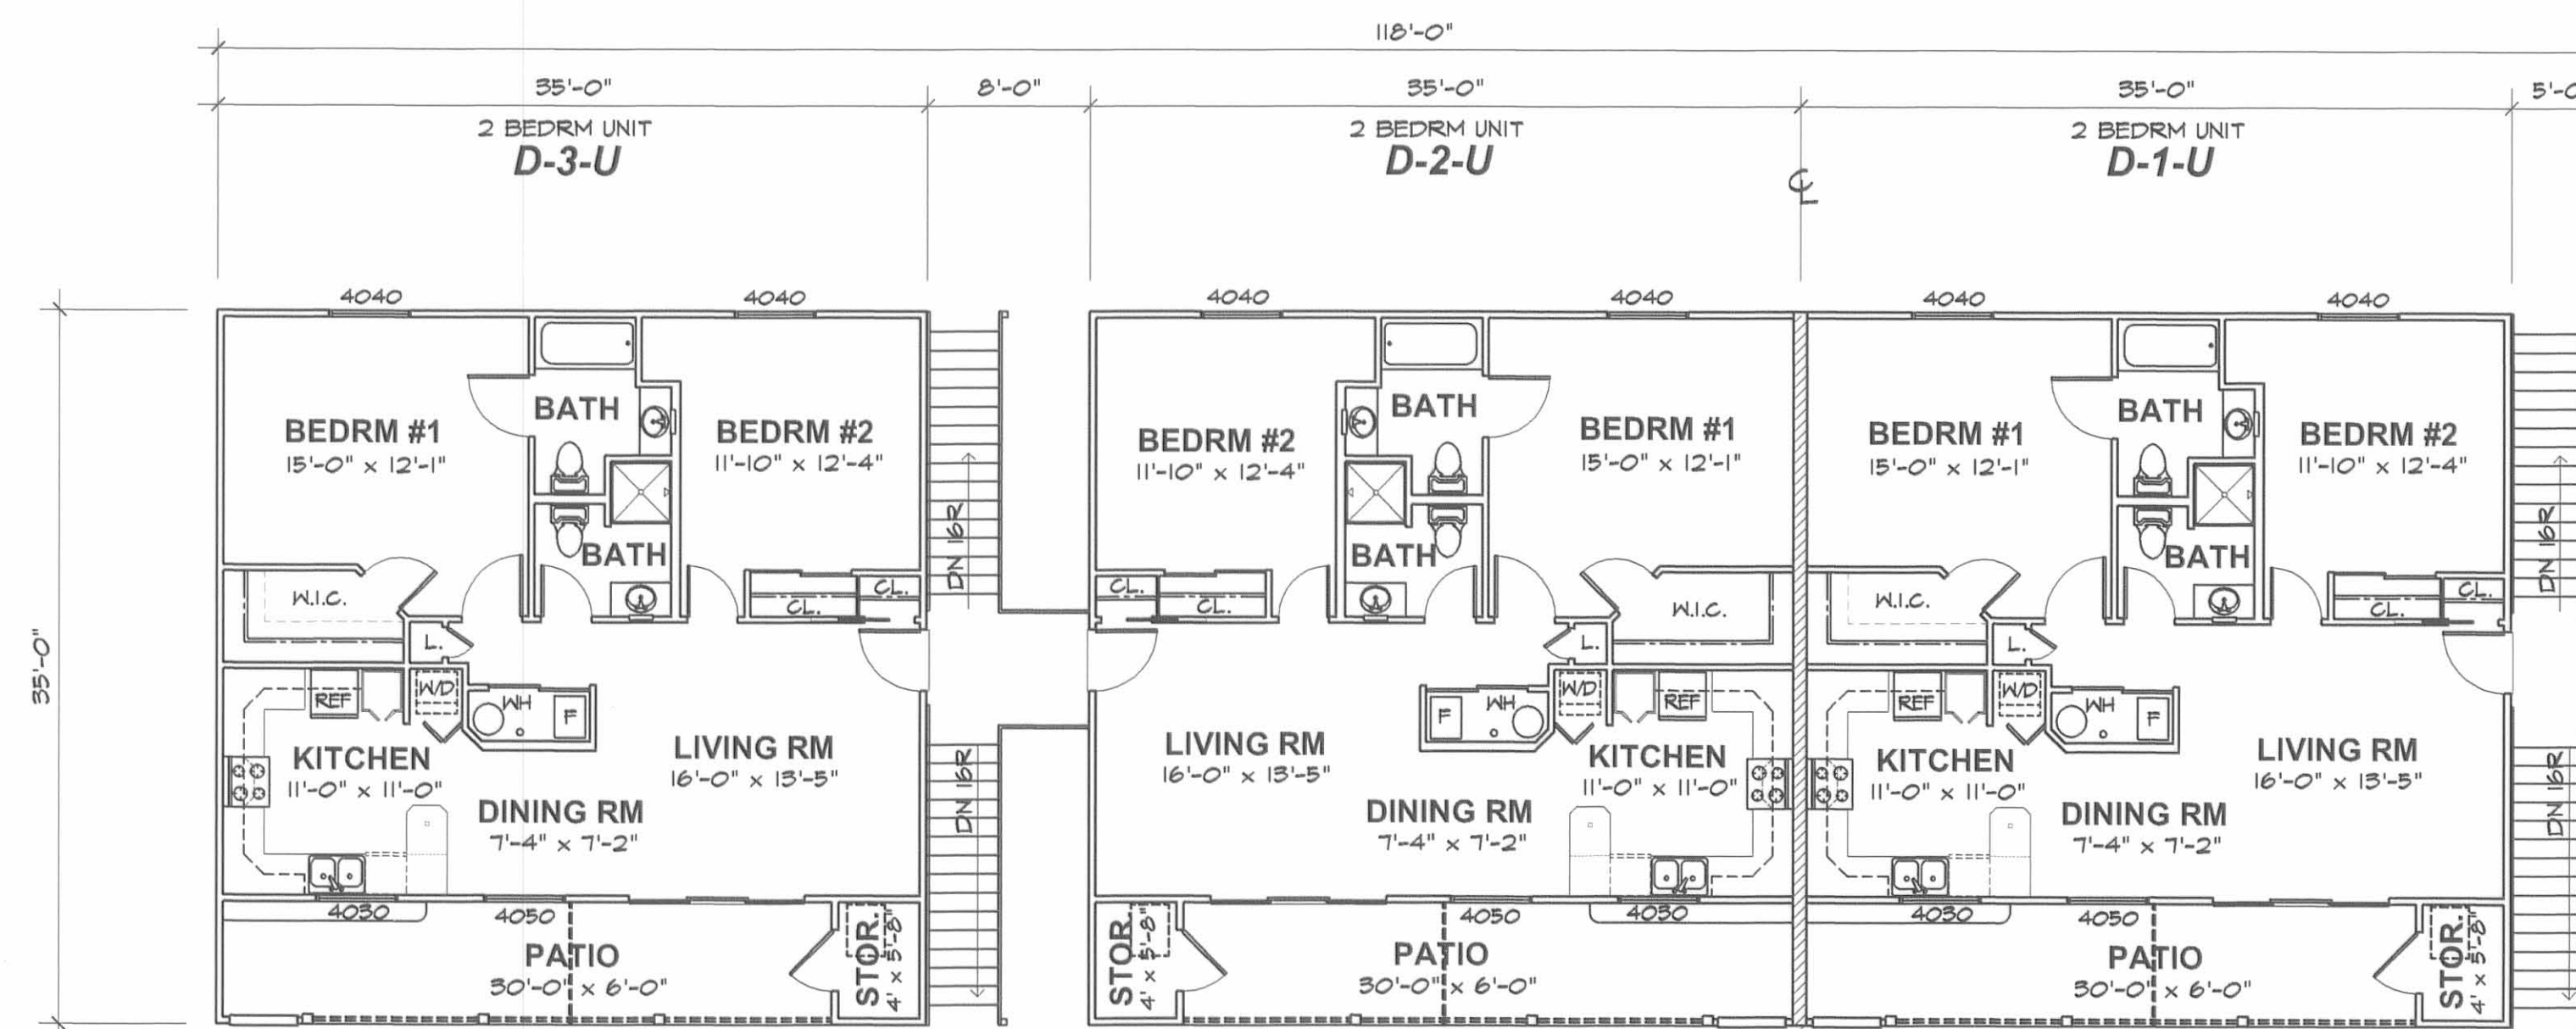 118'-0"
35'-0"
8'-0"
35'-0"
35'-0"
5'-0
2 BEDRM UNIT
D-3-U
2 BEDRM UNIT
D-2-U
2 BEDRM UNIT
D-1-U
℄
4040
4040
4040
4040
4040
4040
35'-0"
BEDRM #1
15'-0" x 12'-1"
BATH
BEDRM #2
11'-10" x 12'-4"
BATH
W.I.C.
CL.
CL.
L.
DN 16R
REF
W/D
WH
F
KITCHEN
11'-0" x 11'-0"
LIVING RM
16'-0" x 13'-5"
DINING RM
7'-4" x 7'-2"
DN 16R
4030
4050
PATIO
30'-0" x 6'-0"
STOR.
4' x 5'-8"
BEDRM #2
11'-10" x 12'-4"
BATH
BEDRM #1
15'-0" x 12'-1"
BATH
CL.
CL.
W.I.C.
L.
F
WH
W/D
REF
LIVING RM
16'-0" x 13'-5"
KITCHEN
11'-0" x 11'-0"
DINING RM
7'-4" x 7'-2"
4050
4030
STOR.
4' x 5'-8"
PATIO
30'-0" x 6'-0"
BEDRM #1
15'-0" x 12'-1"
BATH
BEDRM #2
11'-10" x 12'-4"
BATH
W.I.C.
CL.
CL.
L.
DN 16R
REF
W/D
WH
F
KITCHEN
11'-0" x 11'-0"
LIVING RM
16'-0" x 13'-5"
DINING RM
7'-4" x 7'-2"
DN 16R
4030
4050
PATIO
30'-0" x 6'-0"
STOR.
4' x 5'-8"